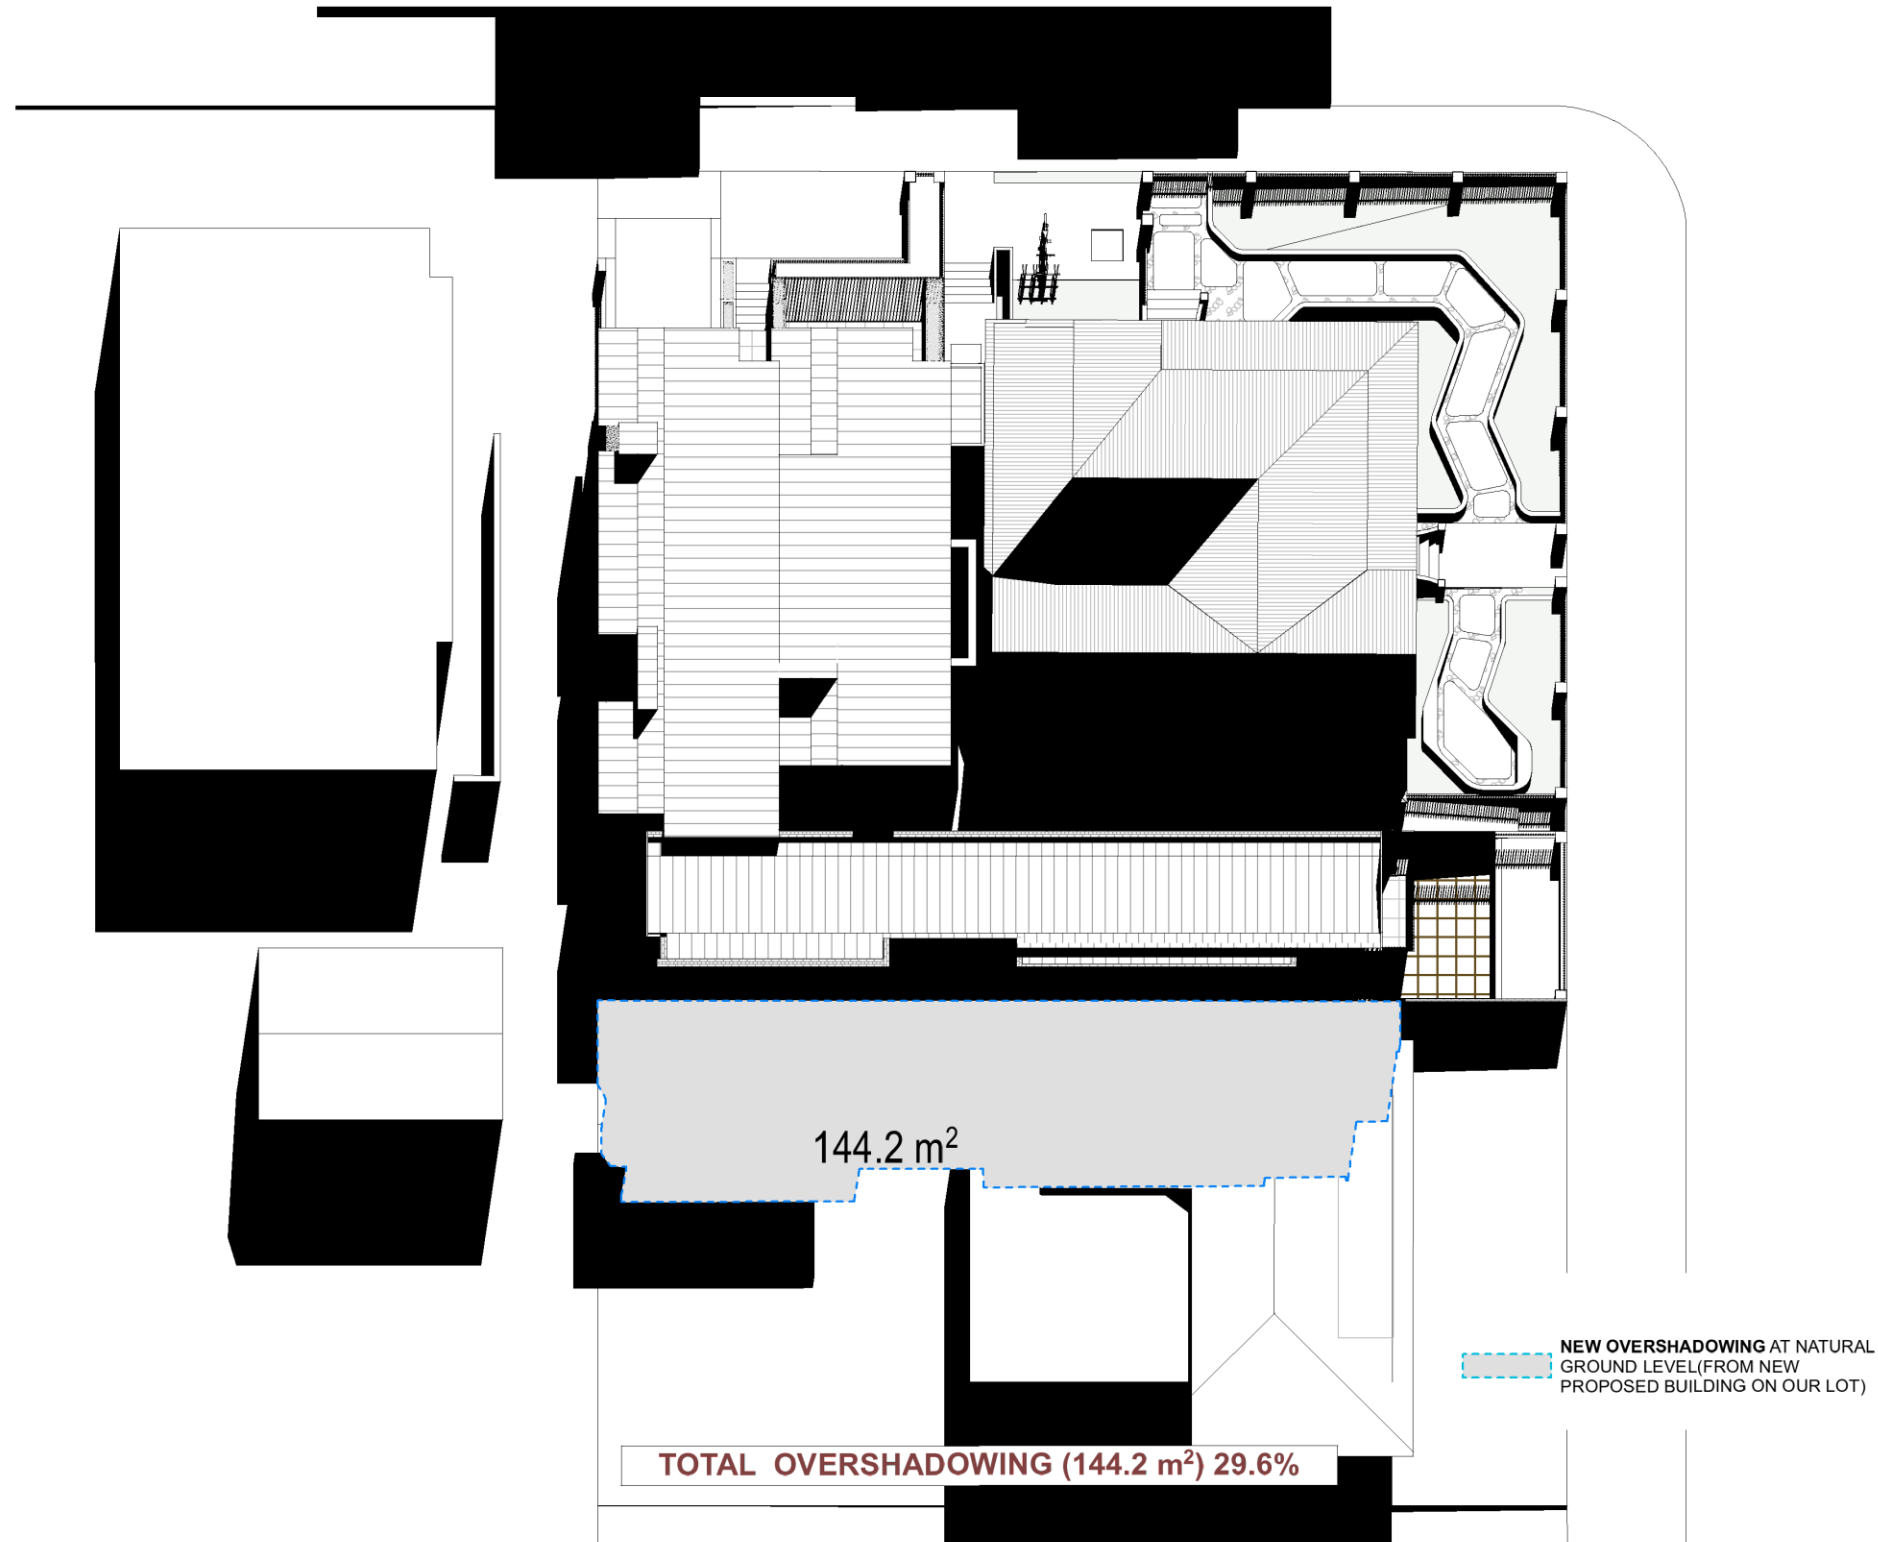 144.2 m²
NEW OVERSHADOWING AT NATURAL
GROUND LEVEL(FROM NEW
PROPOSED BUILDING ON OUR LOT)
TOTAL OVERSHADOWING (144.2 m²) 29.6%